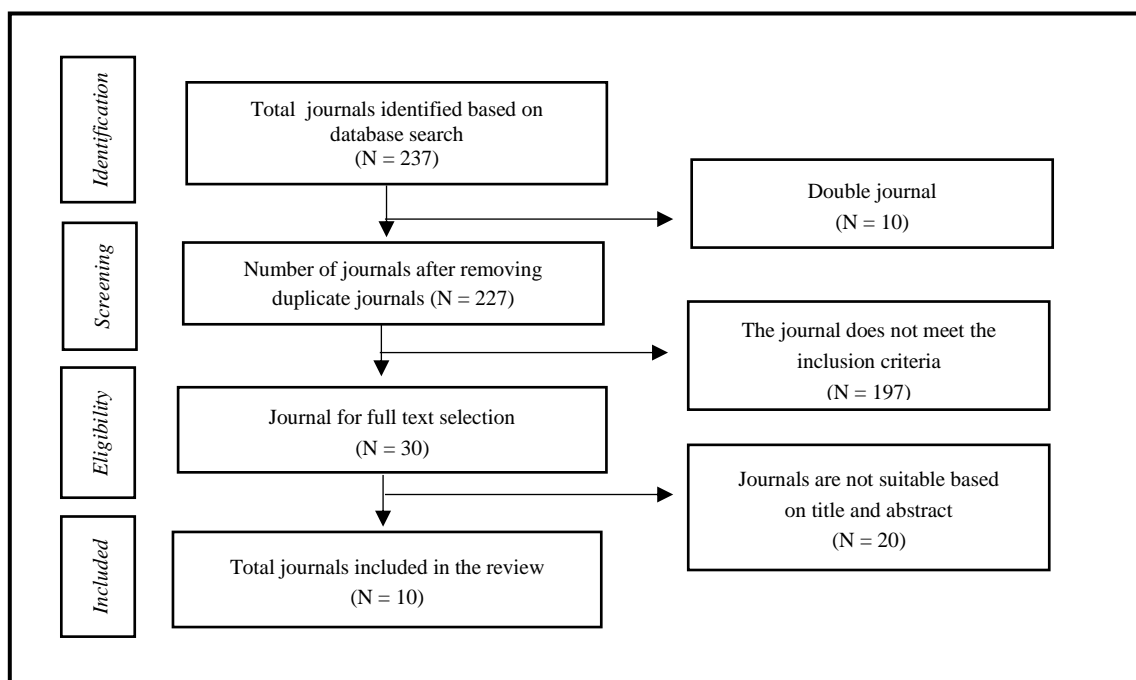 Identification
Total journals identified based on
database search
(N = 237)
Double journal
(N = 10)
Screening
Number of journals after removing
duplicate journals (N = 227)
The journal does not meet the
inclusion criteria
(N = 197)
Eligibility
Journal for full text selection
(N = 30)
Journals are not suitable based
on title and abstract
(N = 20)
Included
Total journals included in the review
(N = 10)